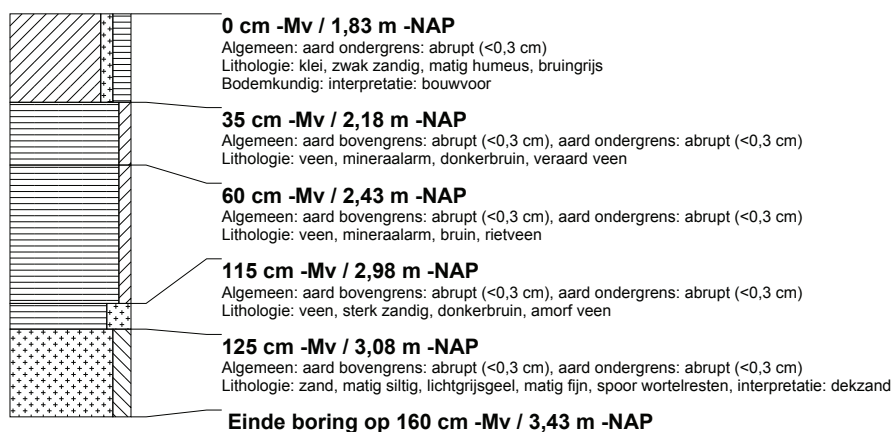 0 cm -Mv / 1,83 m -NAP
Algemeen: aard ondergrens: abrupt (<0,3 cm)
Lithologie: klei, zwak zandig, matig humeus, bruingrijs
Bodemkundig: interpretatie: bouwvoor
35 cm -Mv / 2,18 m -NAP
Algemeen: aard bovengrens: abrupt (<0,3 cm), aard ondergrens: abrupt (<0,3 cm)
Lithologie: veen, mineraalarm, donkerbruin, veraard veen
60 cm -Mv / 2,43 m -NAP
Algemeen: aard bovengrens: abrupt (<0,3 cm), aard ondergrens: abrupt (<0,3 cm)
Lithologie: veen, mineraalarm, bruin, rietveen
115 cm -Mv / 2,98 m -NAP
Algemeen: aard bovengrens: abrupt (<0,3 cm), aard ondergrens: abrupt (<0,3 cm)
Lithologie: veen, sterk zandig, donkerbruin, amorf veen
125 cm -Mv / 3,08 m -NAP
Algemeen: aard bovengrens: abrupt (<0,3 cm), aard ondergrens: abrupt (<0,3 cm)
Lithologie: zand, matig siltig, lichtgrijsgeel, matig fijn, spoor wortelresten, interpretatie: dekzand
Einde boring op 160 cm -Mv / 3,43 m -NAP